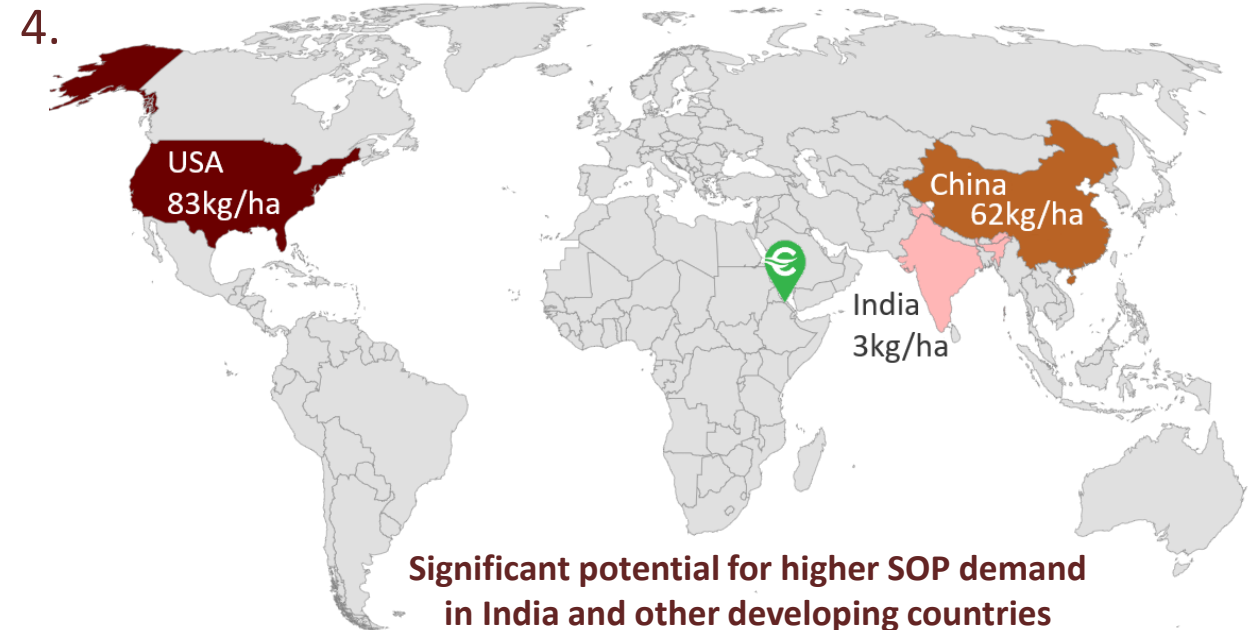 4.
USA
83kg/ha
China
62kg/ha
India
3kg/ha
Significant potential for higher SOP demand
in India and other developing countries